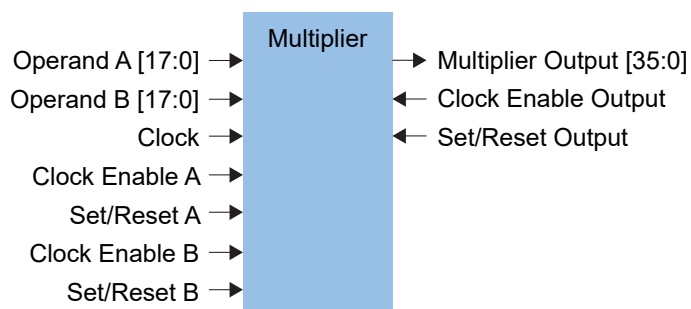 Multiplier
Operand A [17:0]
Operand B [17:0]
Clock
Clock Enable A
Set/Reset A
Clock Enable B
Set/Reset B
Multiplier Output [35:0]
Clock Enable Output
Set/Reset Output